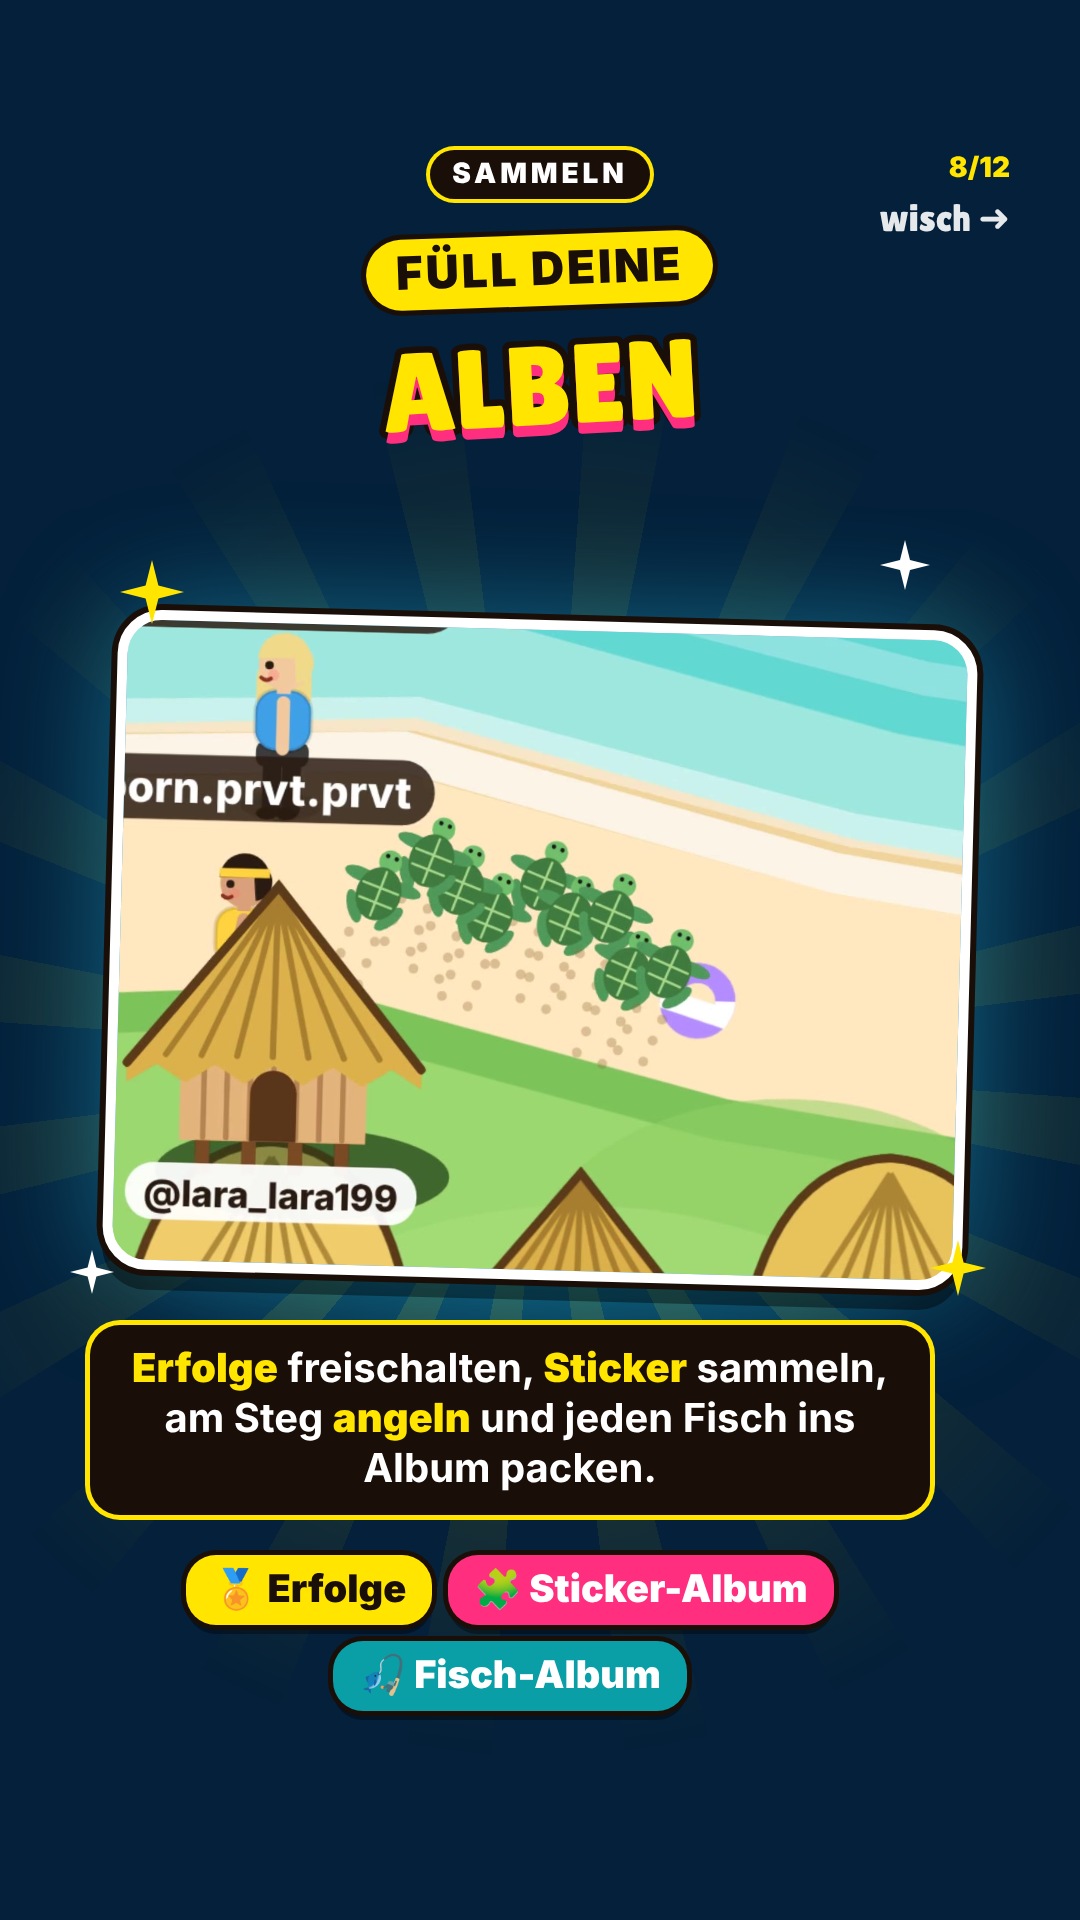 SAMMELN
8/12
wisch →
FÜLL DEINE
ALBEN
orn.prvt.prvt
@lara_lara199
Erfolge freischalten, Sticker sammeln,
am Steg angeln und jeden Fisch ins
Album packen.
Erfolge
Sticker-Album
Fisch-Album